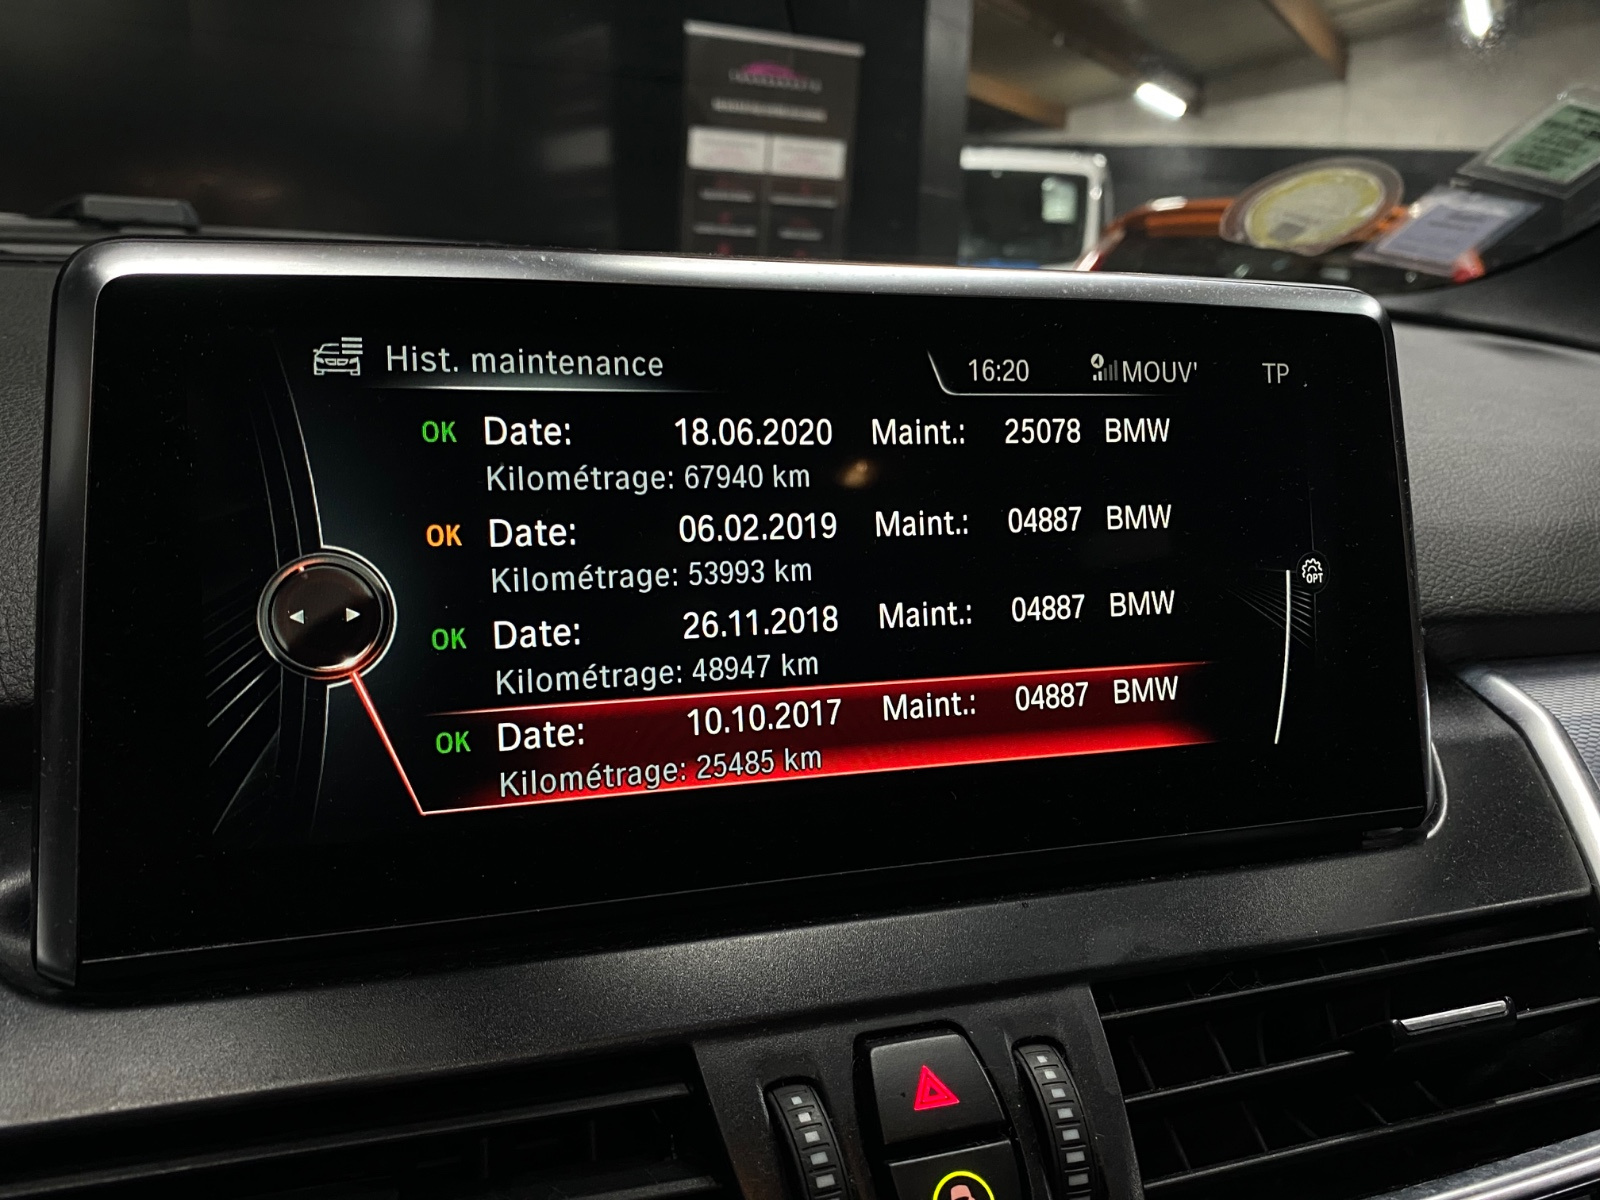 Hist. maintenance 16:20 MOUV' TP
OK Date: 18.06.2020 Maint.: 25078 BMW
Kilométrage: 67940 km
OK Date: 06.02.2019 Maint.: 04887 BMW
Kilométrage: 53993 km
OK Date: 26.11.2018 Maint.: 04887 BMW
Kilométrage: 48947 km
OK Date: 10.10.2017 Maint.: 04887 BMW
Kilométrage: 25485 km
OPT